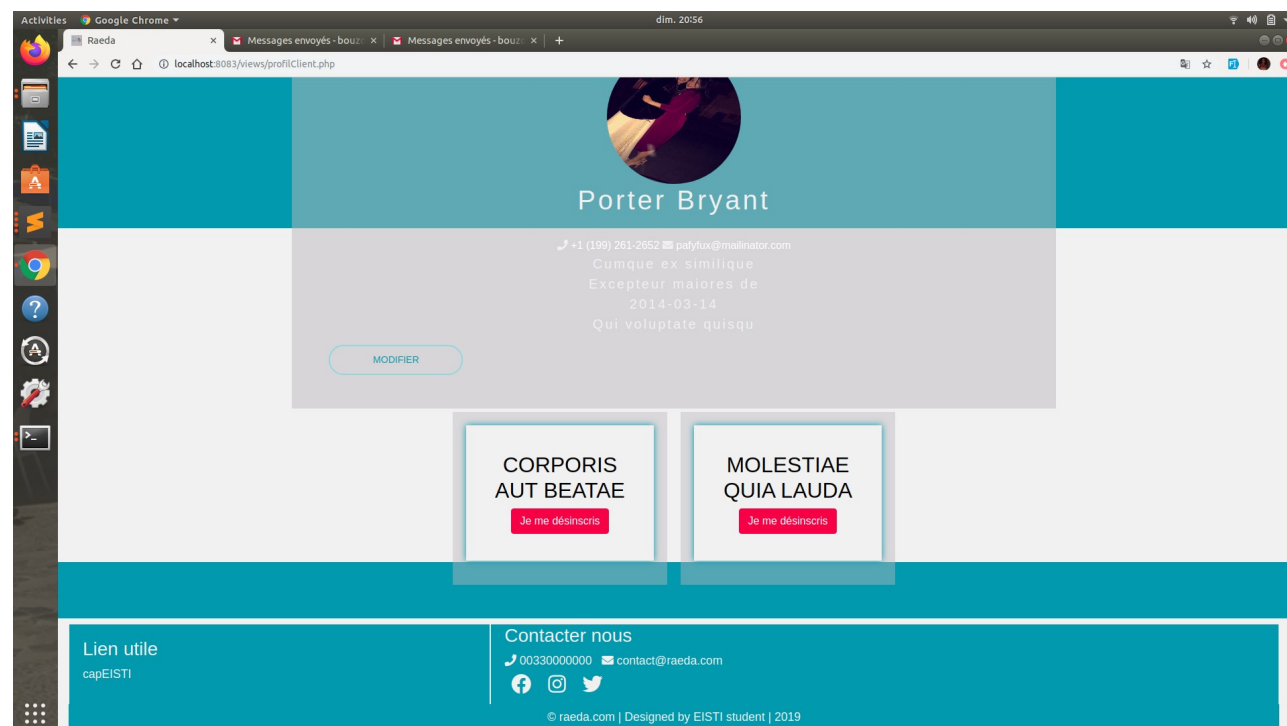 Activities Google Chrome dim. 20:56
Raeda Messages envoyés - bouzr Messages envoyés - bouzr
localhost:8083/views/profilClient.php
Porter Bryant
+1 (199) 261-2652 pafyfux@mailinator.com
Cumque ex similique
Excepteur maiores de
2014-03-14
Qui voluptate quisqu
MODIFIER
CORPORIS
AUT BEATAE
Je me désinscris
MOLESTIAE
QUIA LAUDA
Je me désinscris
Lien utile
capEISTI
Contacter nous
00330000000 contact@raeda.com
© raeda.com | Designed by EISTI student | 2019